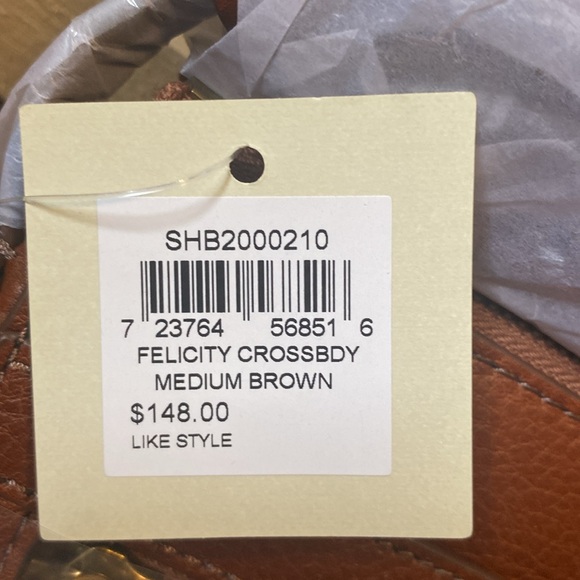 SHB2000210
7 23764 56851 6
FELICITY CROSSBDY
MEDIUM BROWN
$148.00
LIKE STYLE